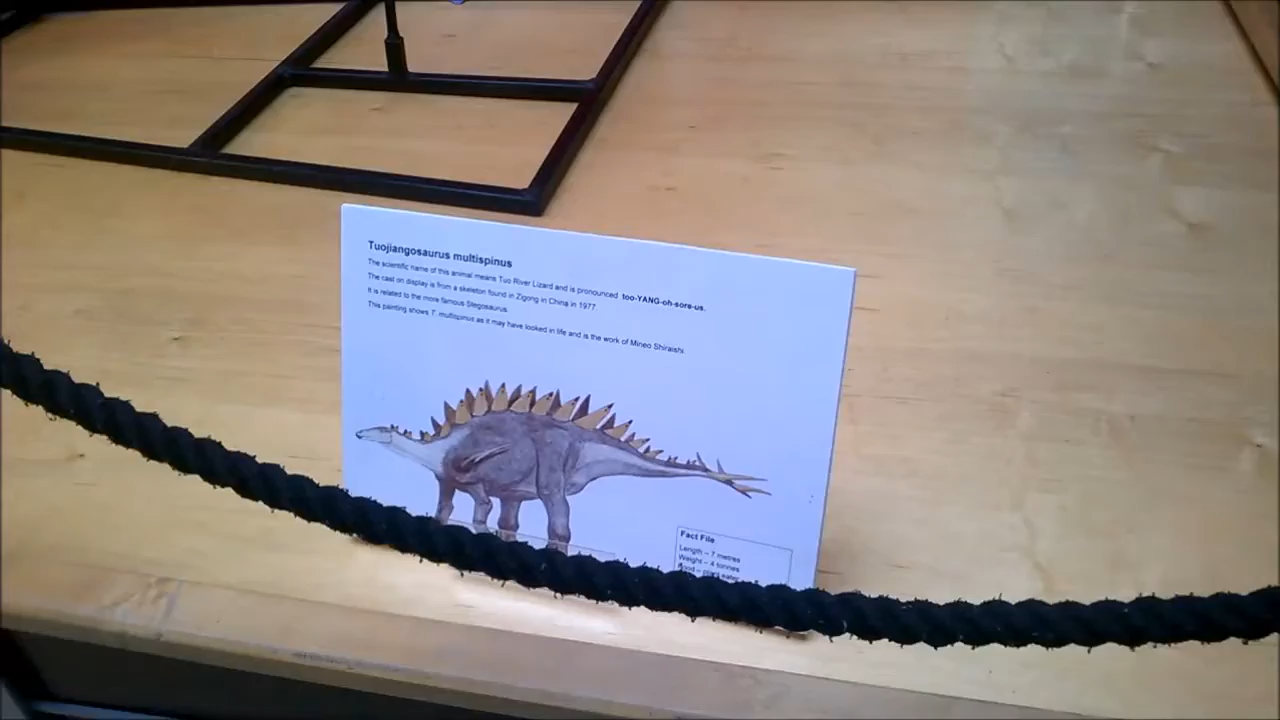 Tuojiangosaurus multispinus
The scientific name of this animal means Tuo River Lizard and is pronounced too-YANG-oh-sore-us.
The cast on display is from a skeleton found in Zigong in China in 1977.
It is related to the more famous Stegosaurus.
This painting shows T. multispinus as it may have looked in life and is the work of Mineo Shiraishi
Fact File
Length – 7 metres
Weight – 4 tonnes
Food – plant eater